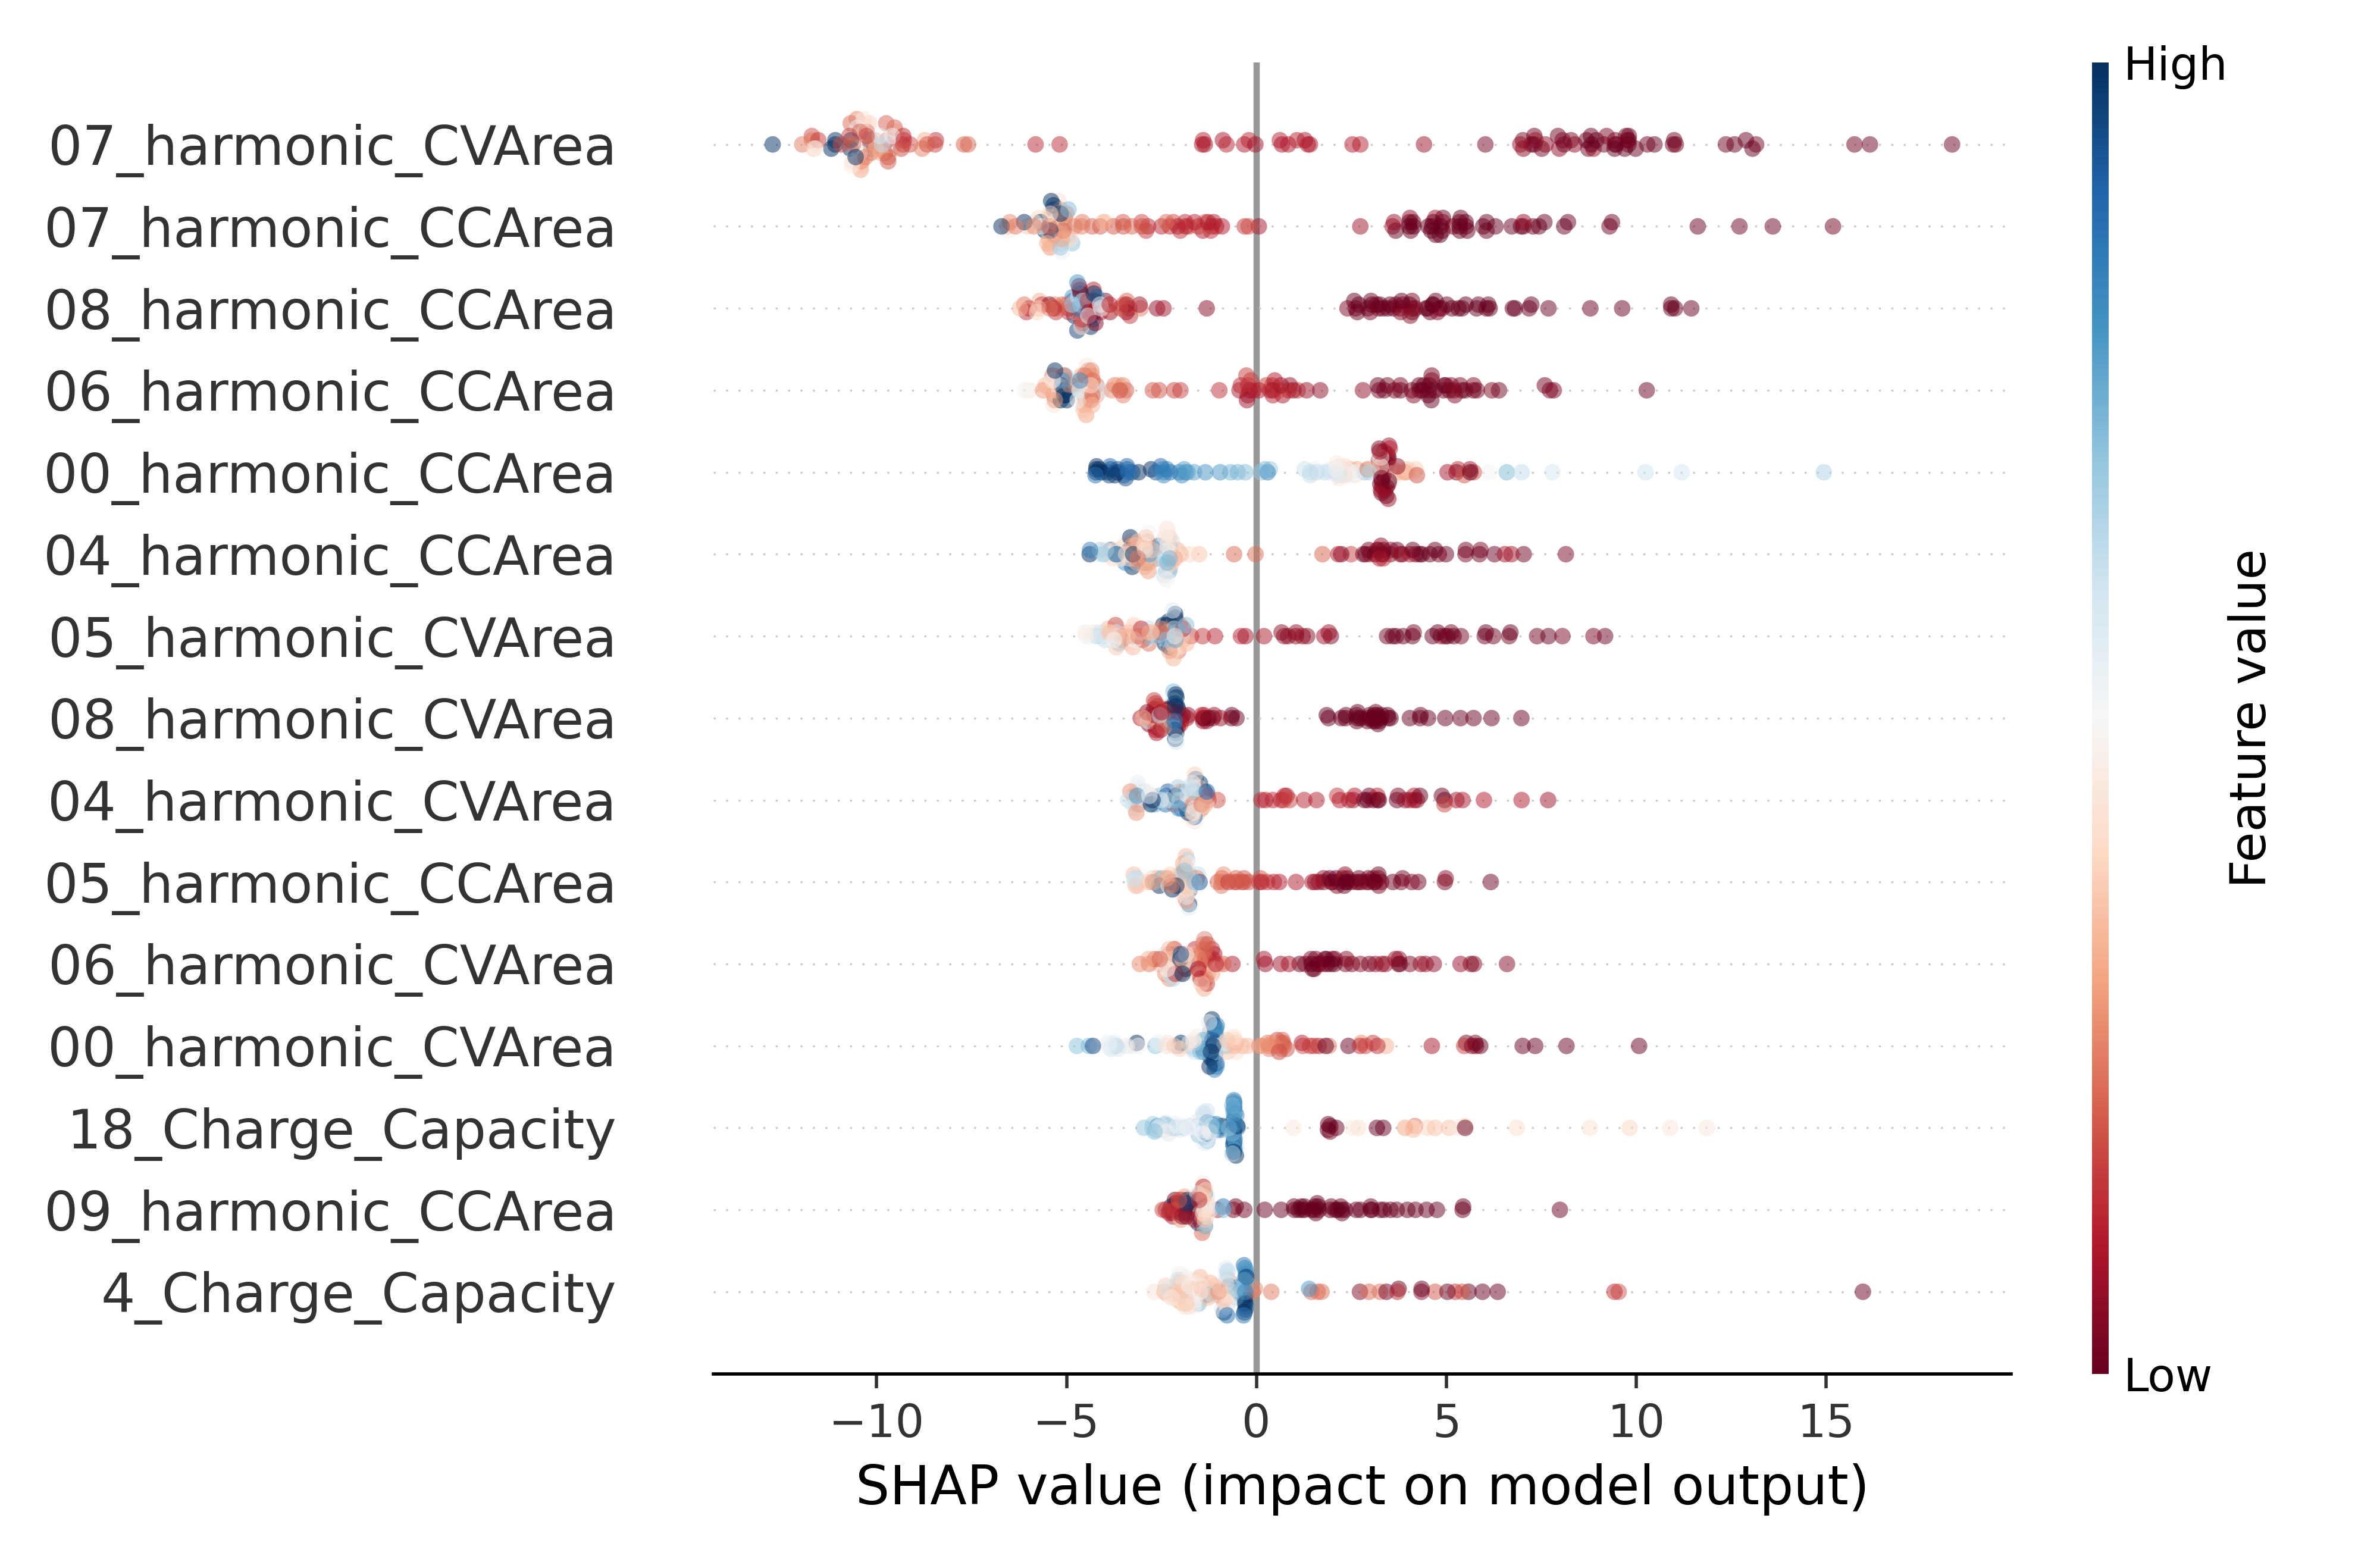 High
07_harmonic_CVArea
07_harmonic_CCArea
08_harmonic_CCArea
06_harmonic_CCArea
00_harmonic_CCArea
04_harmonic_CCArea
05_harmonic_CVArea
08_harmonic_CVArea
04_harmonic_CVArea
05_harmonic_CCArea
06_harmonic_CVArea
00_harmonic_CVArea
18_Charge_Capacity
09_harmonic_CCArea
4_Charge_Capacity
Feature value
Low
−10 −5 0 5 10 15
SHAP value (impact on model output)